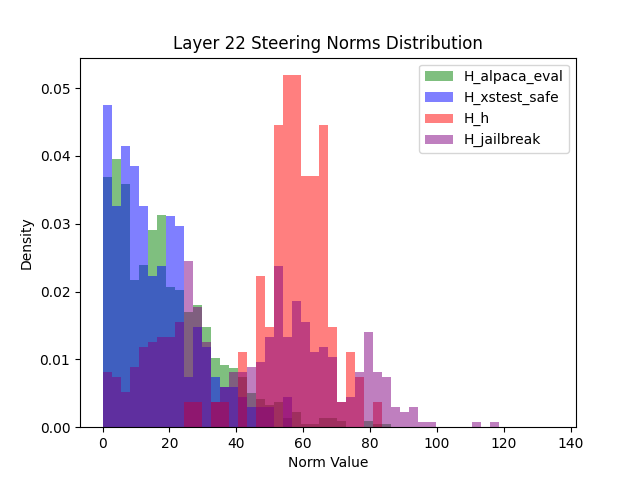 Layer 22 Steering Norms Distribution
H_alpaca_eval
H_xstest_safe
H_h
H_jailbreak
0.05
0.04
0.03
0.02
0.01
0.00
Density
0 20 40 60 80 100 120 140
Norm Value